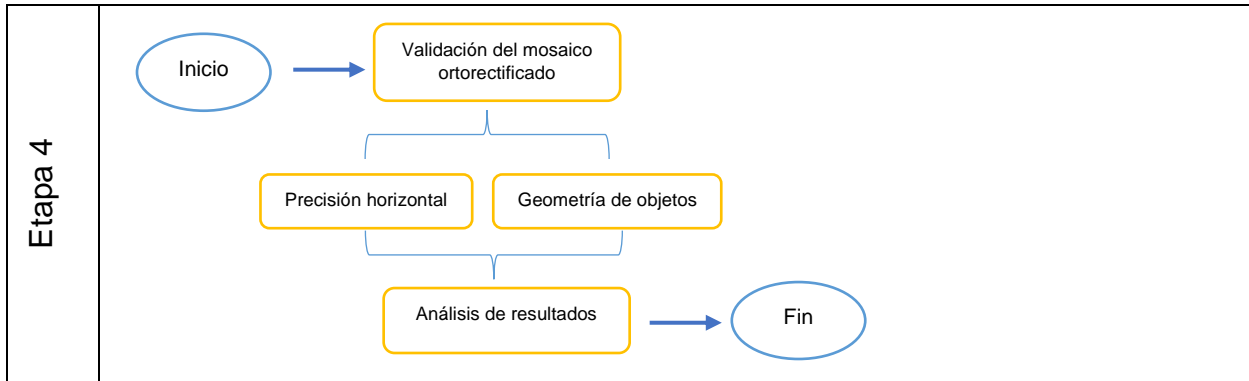 Etapa 4
Inicio
Validación del mosaico
ortorectificado
Precisión horizontal
Geometría de objetos
Análisis de resultados
Fin